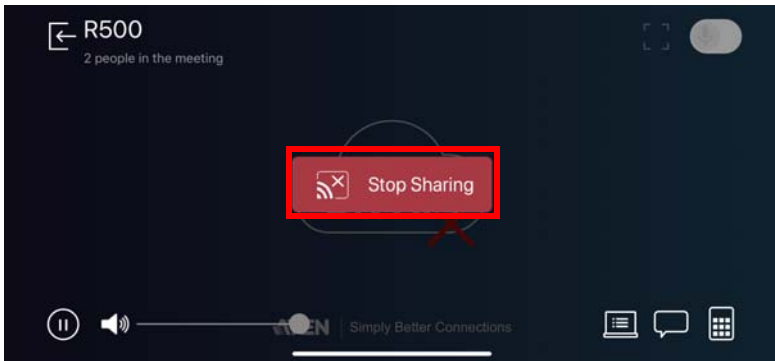 R500
2 people in the meeting
Stop Sharing
ATEN Simply Better Connections